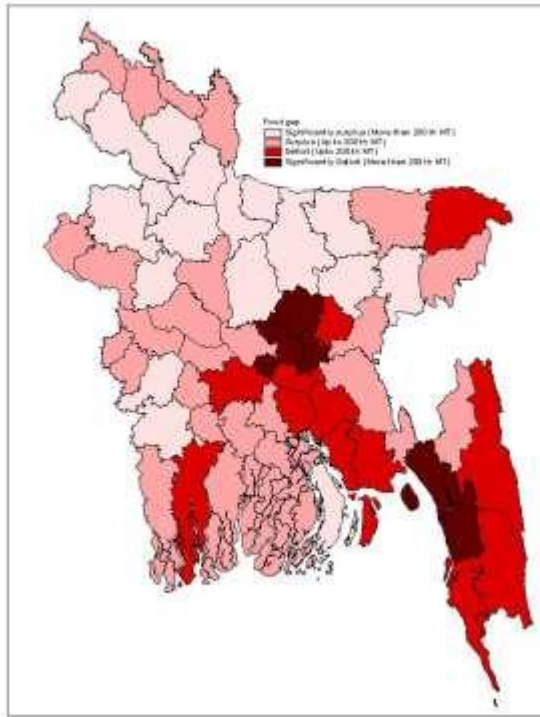 Food gap
Significantly surplus (More than 200 th MT)
Surplus (Up to 200 th MT)
Deficit (Upto 200 th MT)
Significantly Deficit (More than 200 th MT)